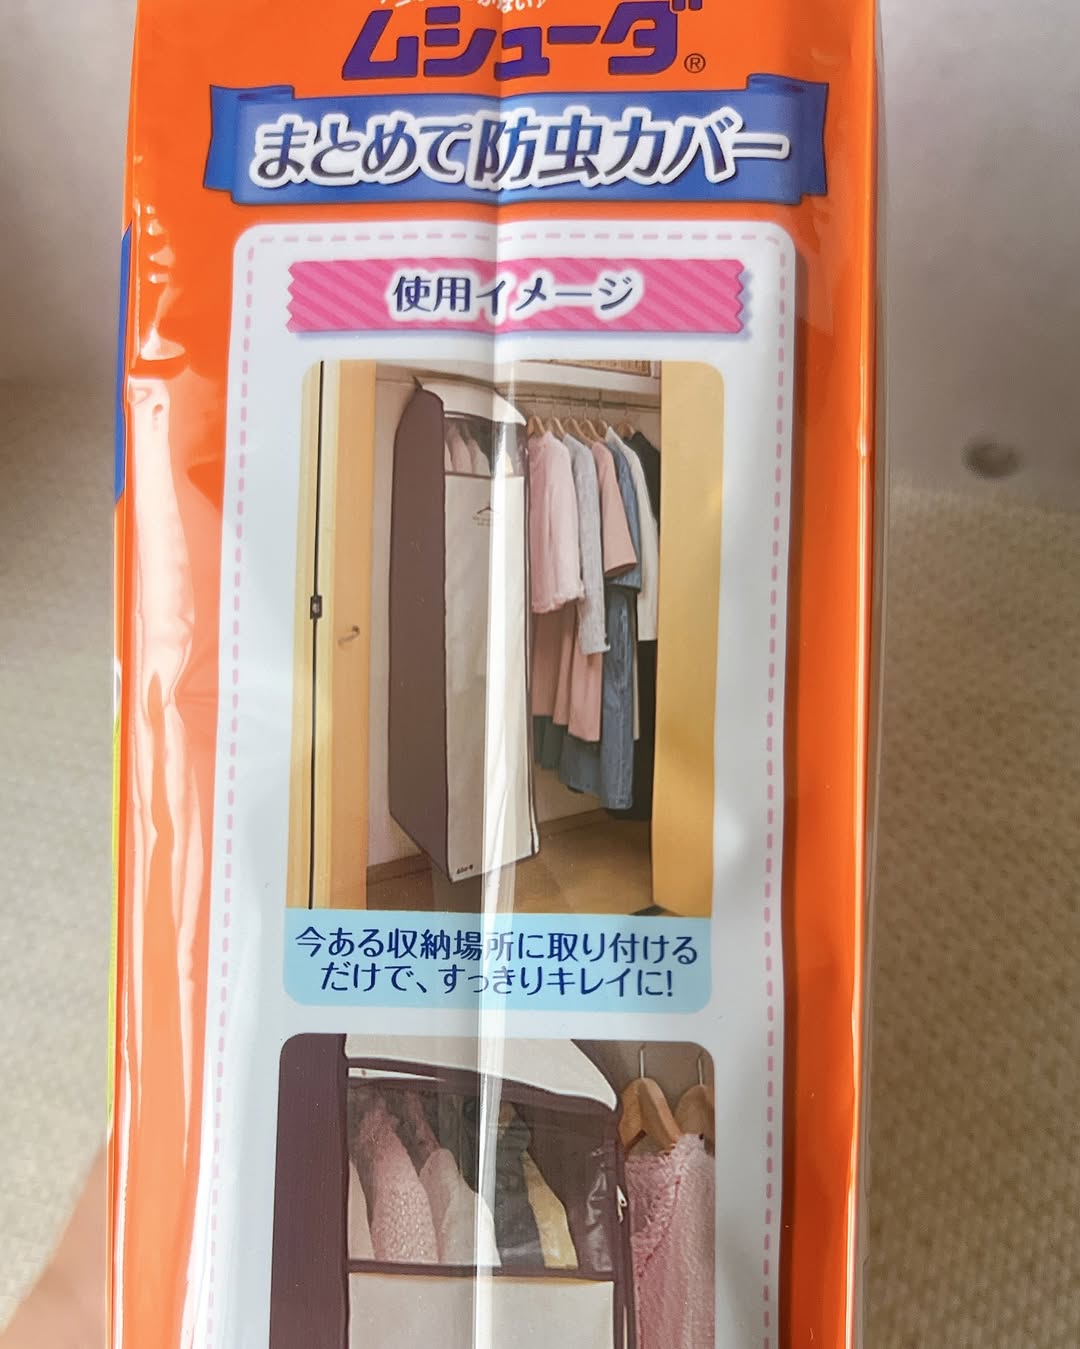 ムシューダ®
まとめて防虫カバー
使用イメージ
今ある収納場所に取り付ける
だけで、すっきりキレイに!